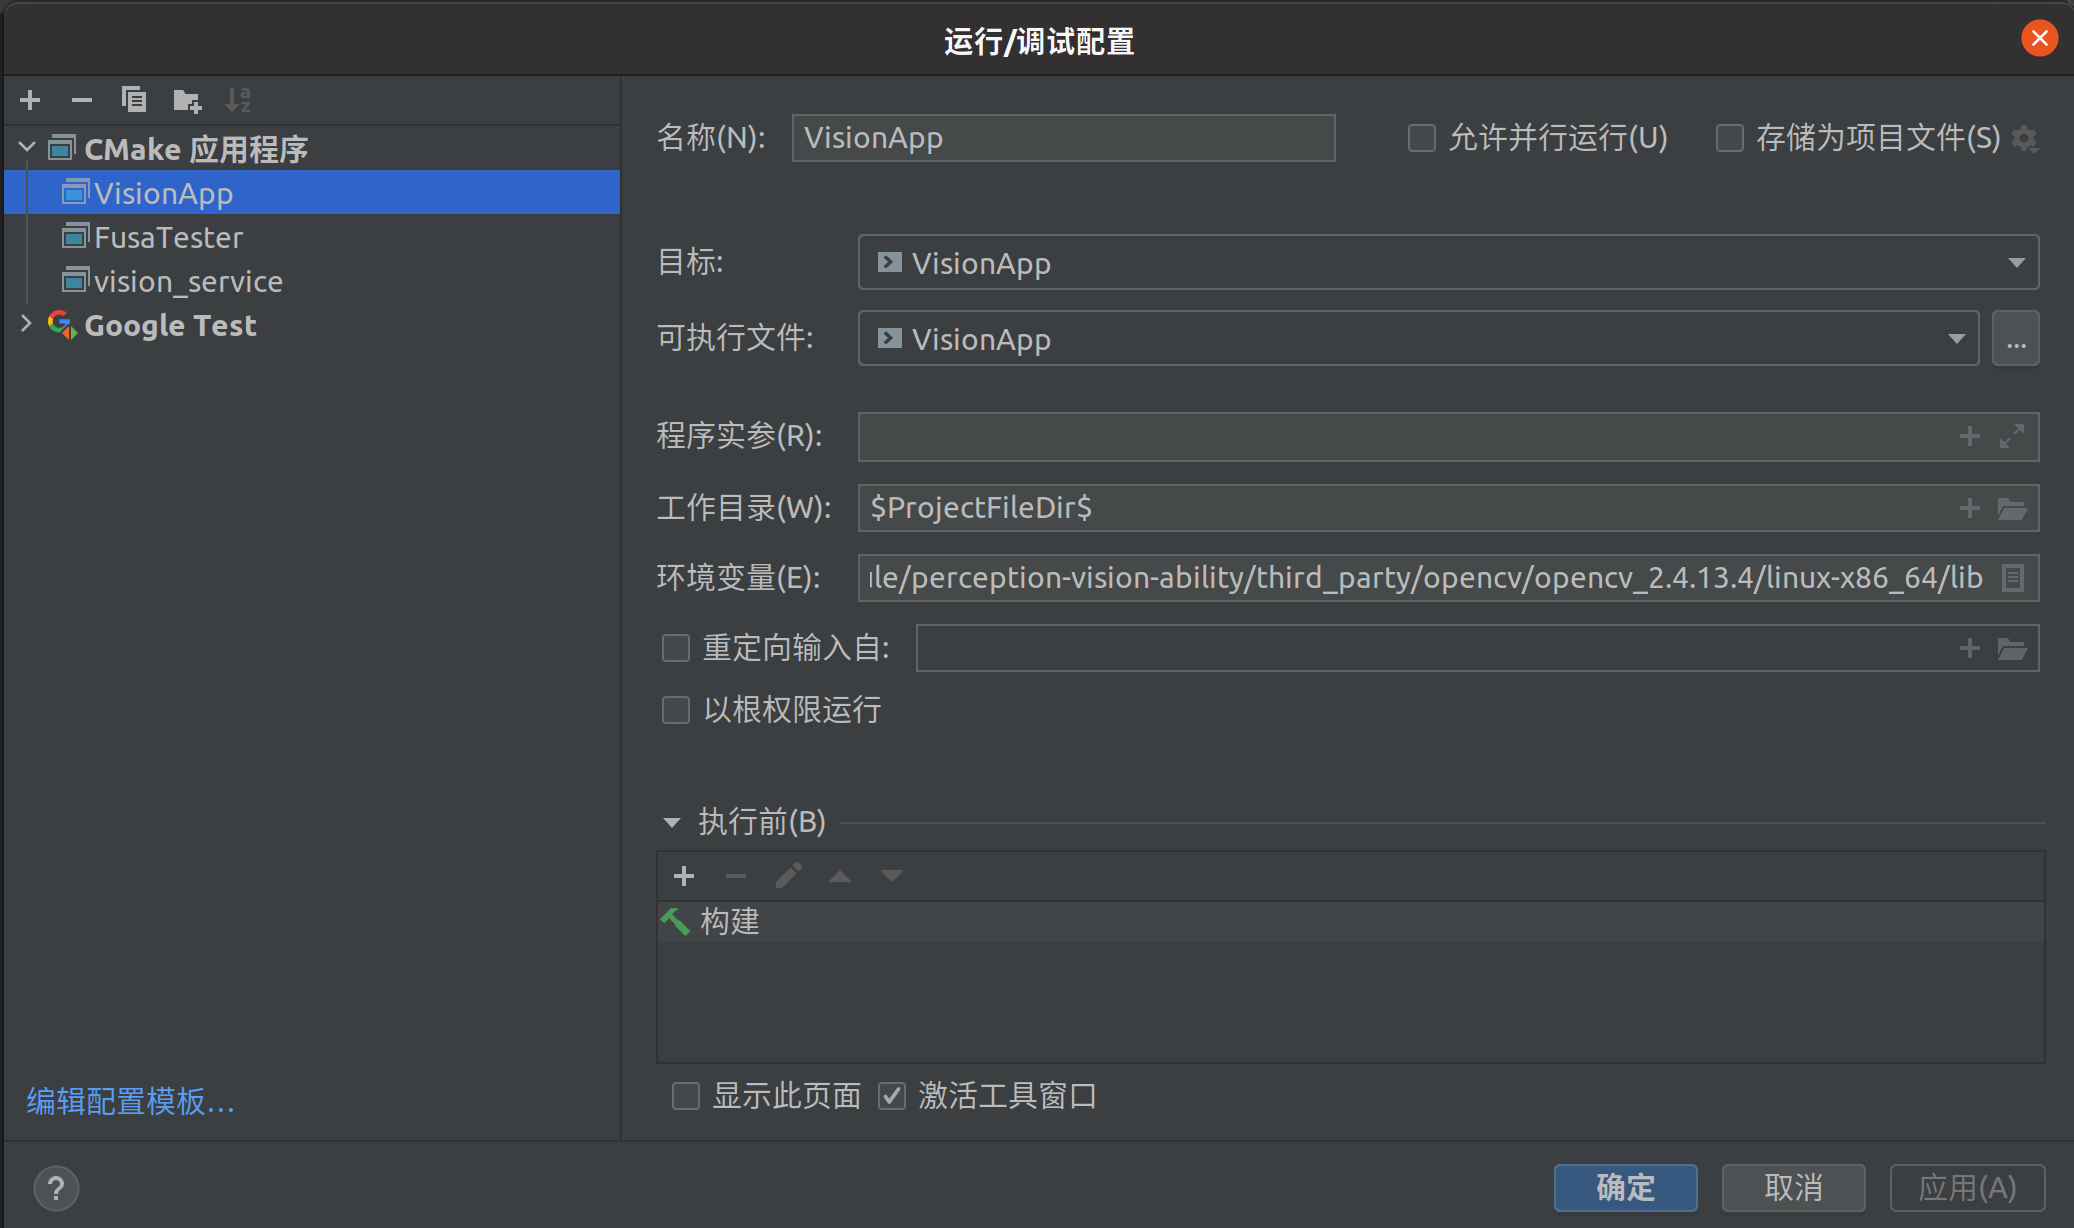 运行/调试配置
CMake 应用程序
VisionApp
FusaTester
vision_service
Google Test
编辑配置模板...
名称(N): VisionApp 允许并行运行(U) 存储为项目文件(S)
目标: VisionApp
可执行文件: VisionApp ...
程序实参(R):
工作目录(W): $ProjectFileDir$
环境变量(E): le/perception-vision-ability/third_party/opencv/opencv_2.4.13.4/linux-x86_64/lib
重定向输入自:
以根权限运行
执行前(B)
构建
显示此页面 激活工具窗口
? 确定 取消 应用(A)